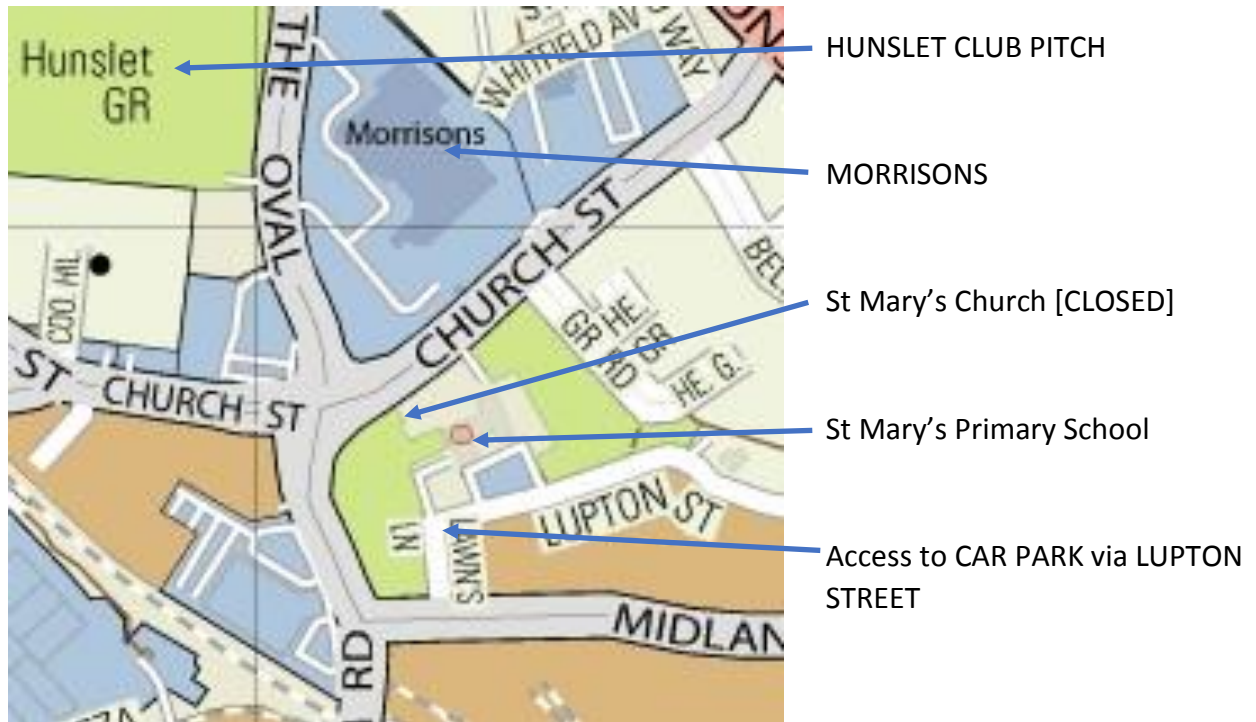 Hunslet
GR
THE OVAL
Morrisons
WHITFIELD AV
WAY
CHURCH ST
COO. MIL.
ST
CHURCH ST
GR RD
HE. GR
HE. G.
BEL
LUPTON ST
LAWNS
LN
MIDLAN
RD
HUNSLET CLUB PITCH
MORRISONS
St Mary’s Church [CLOSED]
St Mary’s Primary School
Access to CAR PARK via LUPTON
STREET